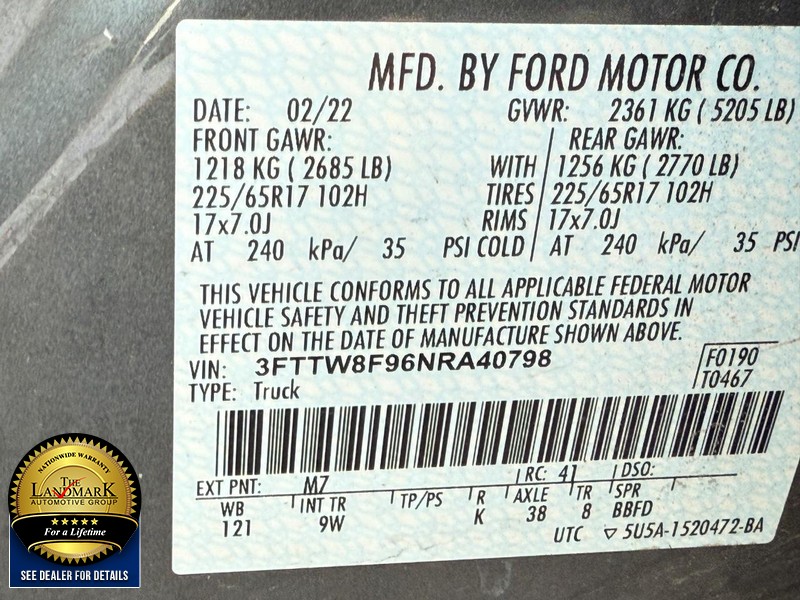 MFD. BY FORD MOTOR CO.
DATE: 02/22 GVWR: 2361 KG ( 5205 LB)
FRONT GAWR: REAR GAWR:
1218 KG ( 2685 LB) WITH 1256 KG ( 2770 LB)
225/65R17 102H TIRES 225/65R17 102H
17x7.0J RIMS 17x7.0J
AT 240 kPa/ 35 PSI COLD AT 240 kPa/ 35 PSI
THIS VEHICLE CONFORMS TO ALL APPLICABLE FEDERAL MOTOR
VEHICLE SAFETY AND THEFT PREVENTION STANDARDS IN
EFFECT ON THE DATE OF MANUFACTURE SHOWN ABOVE.
VIN: 3FTTW8F96NRA40798 F0190
TYPE: Truck T0467
EXT PNT: M7 RC: 41 DSO:
WB INT TR TP/PS R AXLE TR SPR
121 9W K 38 8 BBFD
UTC ▽ 5U5A-1520472-BA
NATIONWIDE WARRANTY
THE
LANDMARK
AUTOMOTIVE GROUP
For a Lifetime
SEE DEALER FOR DETAILS